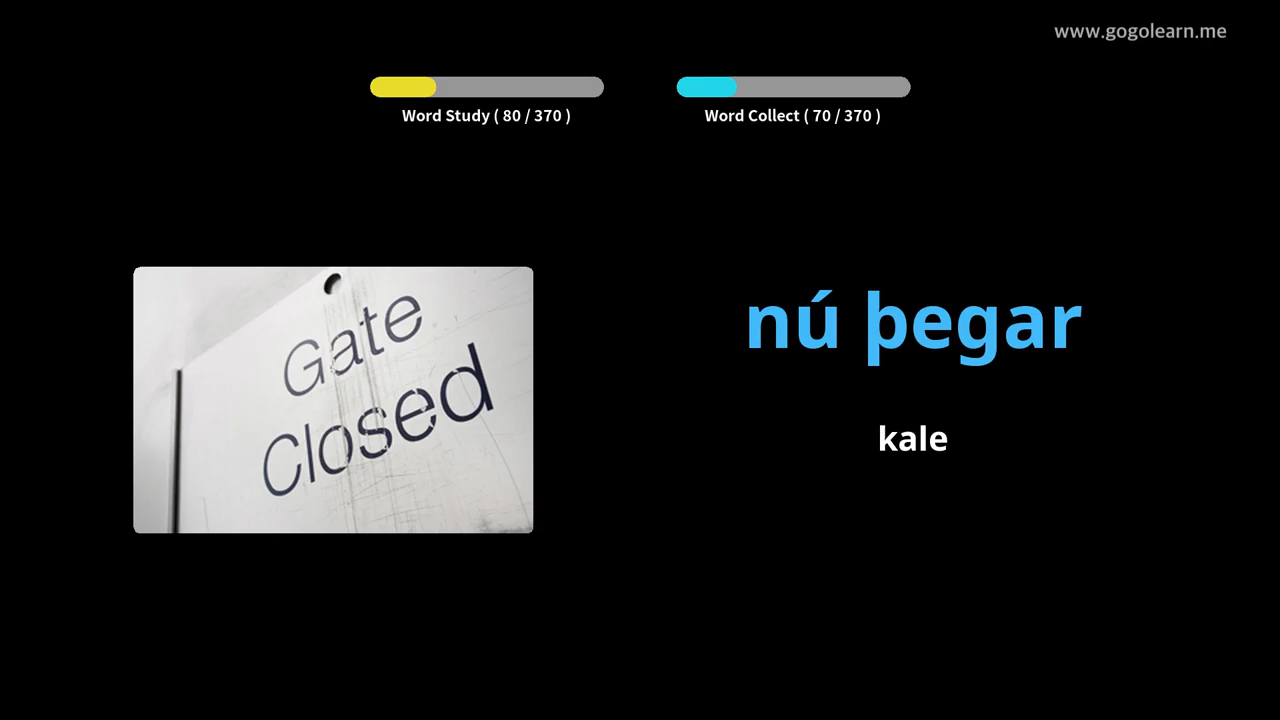 www.gogolearn.me
Word Study ( 80 / 370 )
Word Collect ( 70 / 370 )
Gate
Closed
nú þegar
kale